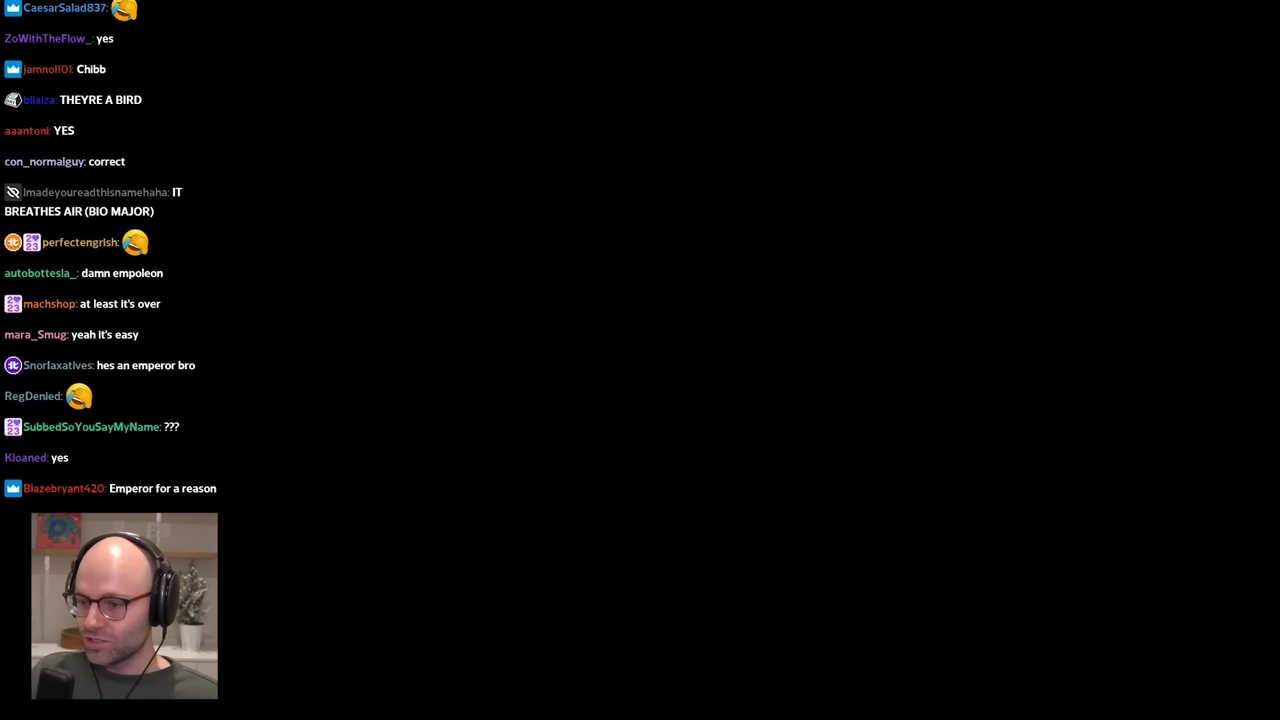 CaesarSalad837:
ZoWithTheFlow_: yes
jamnol101: Chibb
bllaiza: THEYRE A BIRD
aaantoni: YES
con_normalguy: correct
imadeyoureadthisnamehaha: IT
BREATHES AIR (BIO MAJOR)
perfectengrish:
autobottesla_: damn empoleon
machshop: at least it's over
mara_Smug: yeah it's easy
Snorlaxatives: hes an emperor bro
RegDenied:
SubbedSoYouSayMyName: ???
Kloaned: yes
Blazebryant420: Emperor for a reason